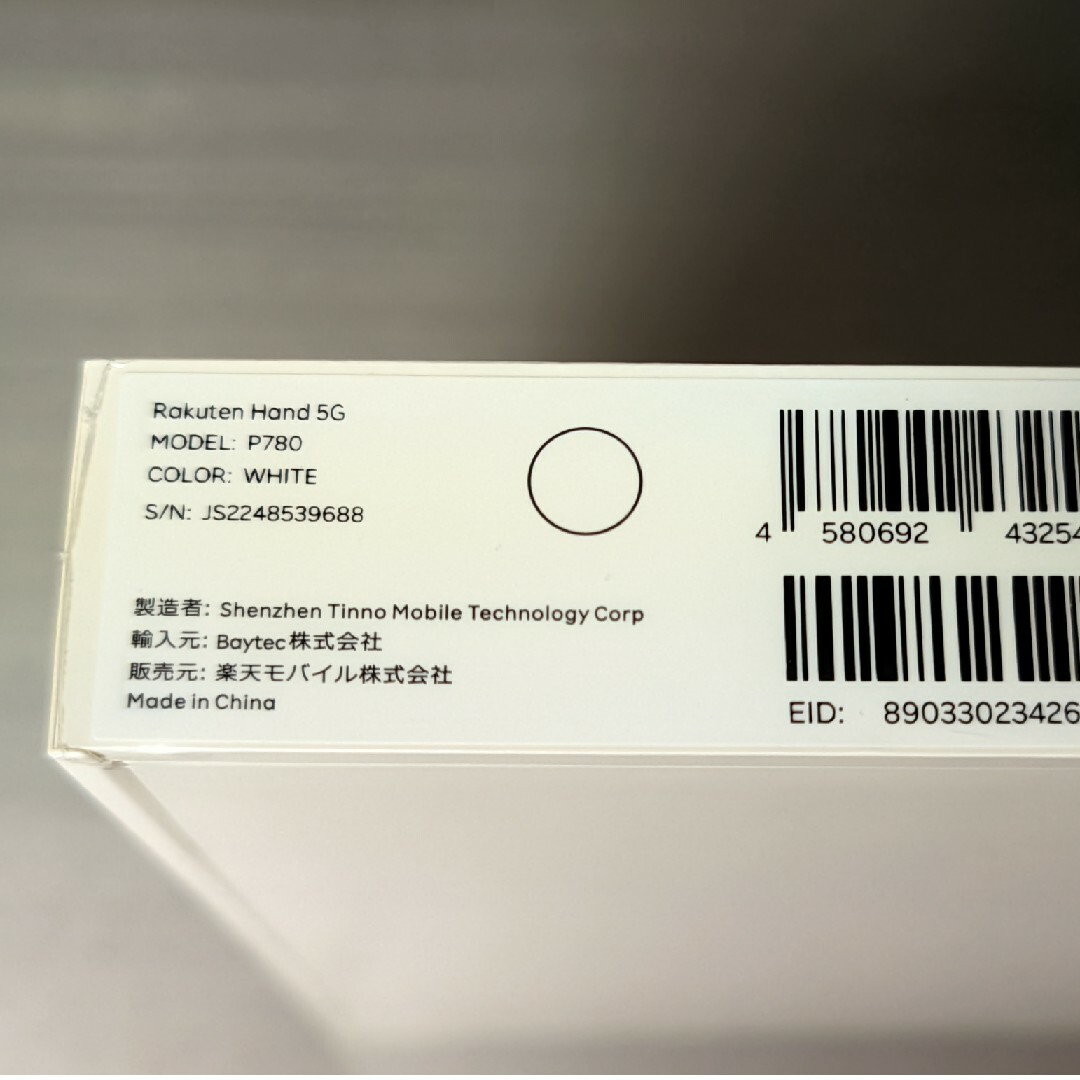 Rakuten Hand 5G
MODEL: P780
COLOR: WHITE
S/N: JS2248539688
製造者: Shenzhen Tinno Mobile Technology Corp
輸入元: Baytec株式会社
販売元: 楽天モバイル株式会社
Made in China
4 580692 43254
EID: 89033023426